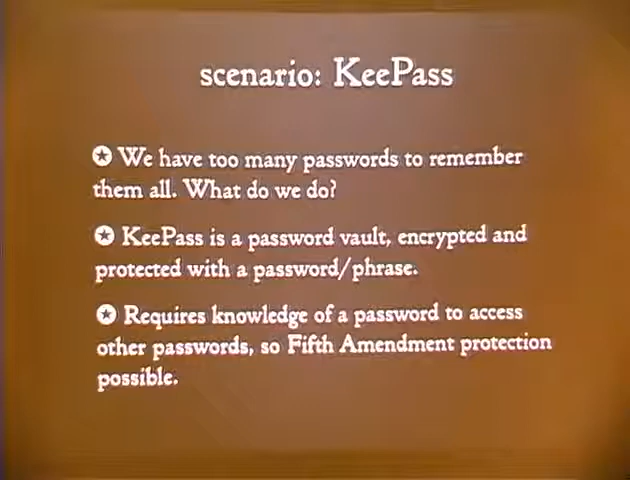 scenario: KeePass
✪ We have too many passwords to remember
them all. What do we do?
✪ KeePass is a password vault, encrypted and
protected with a password/phrase.
✪ Requires knowledge of a password to access
other passwords, so Fifth Amendment protection
possible.